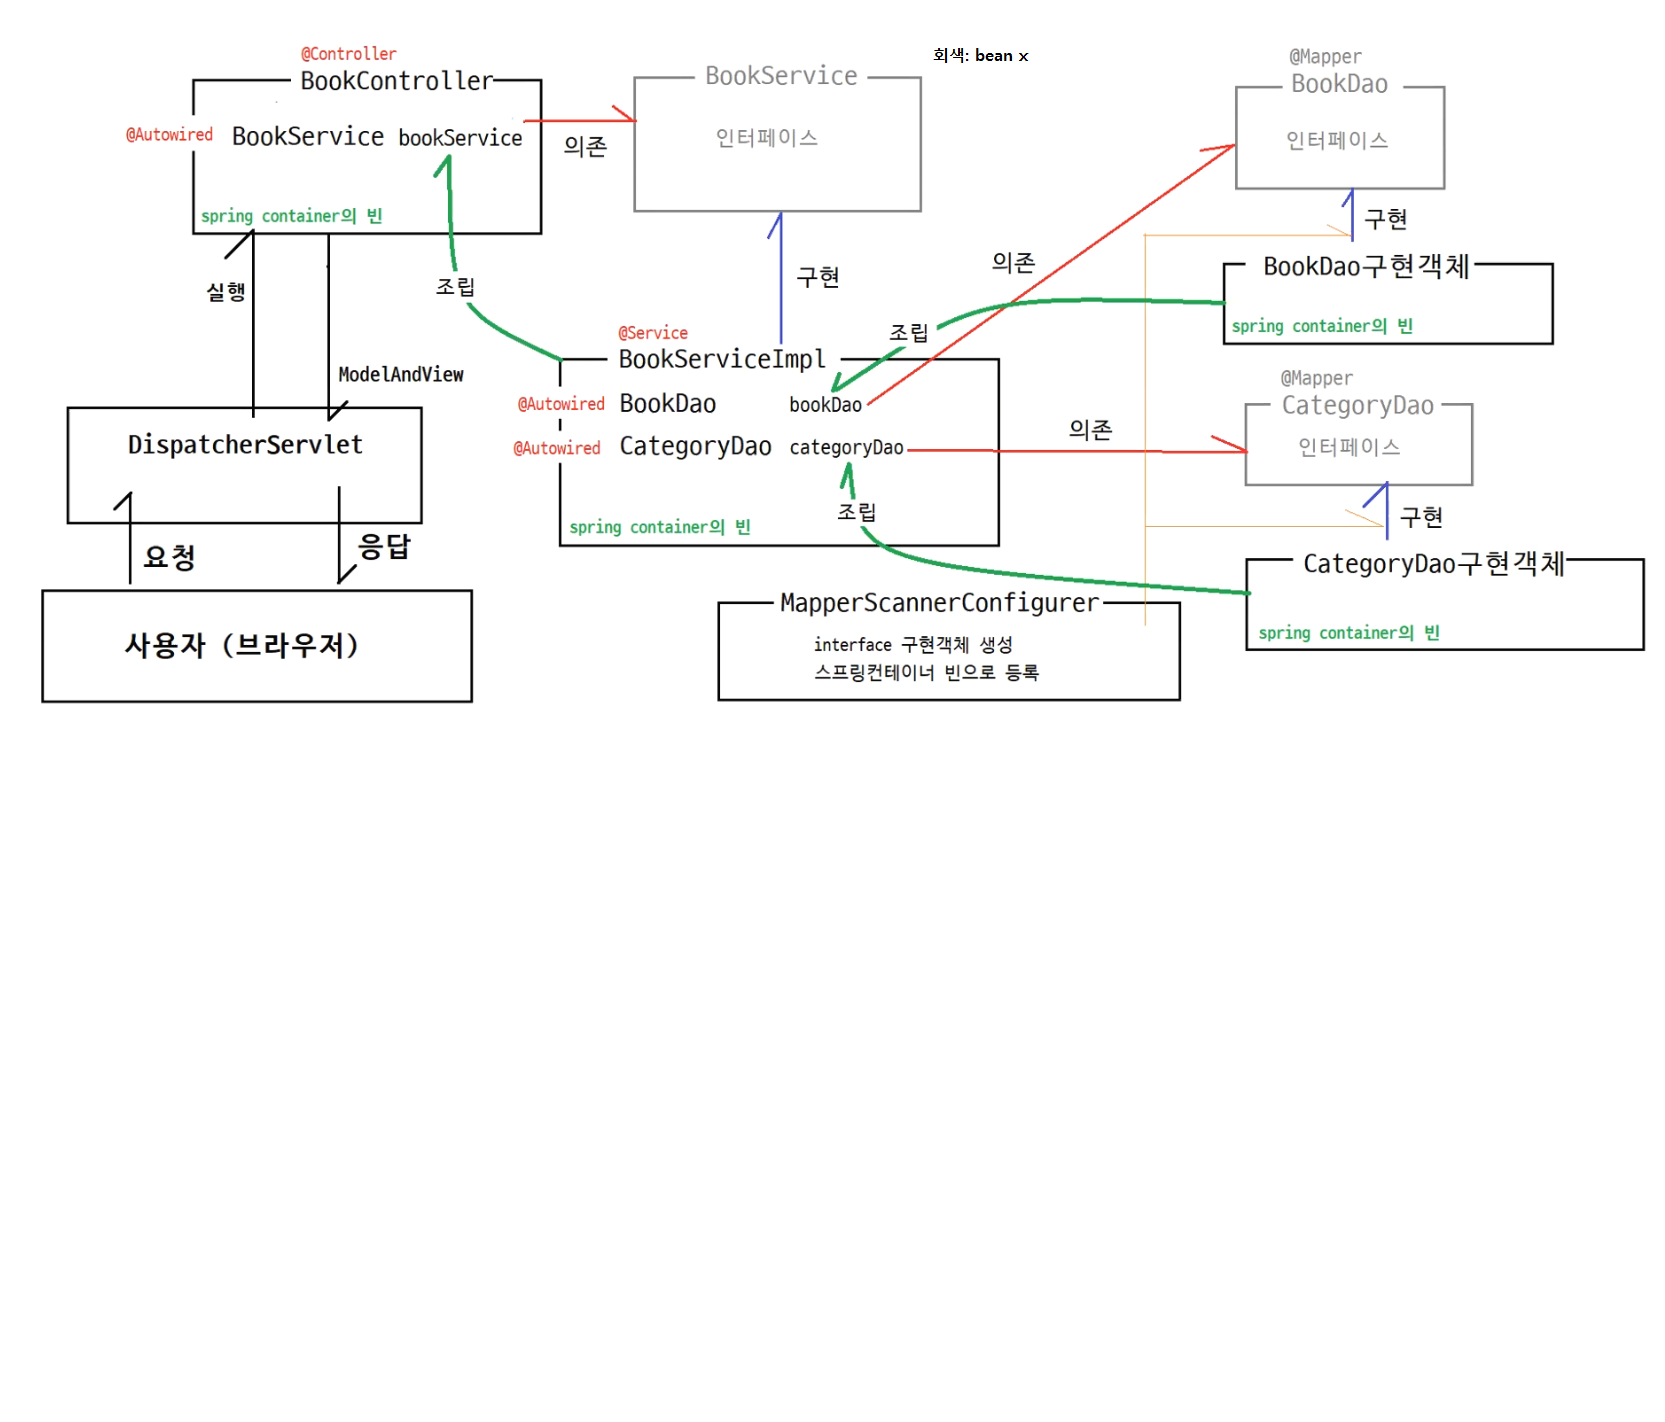 @Controller
BookController
@Autowired BookService bookService
spring container의 빈
의존
BookService
인터페이스
회색: bean x
@Mapper
BookDao
인터페이스
구현
BookDao구현객체
spring container의 빈
실행
ModelAndView
조립
구현
의존
조립
@Service
BookServiceImpl
@Autowired BookDao bookDao
@Autowired CategoryDao categoryDao
조립
spring container의 빈
의존
@Mapper
CategoryDao
인터페이스
구현
CategoryDao구현객체
spring container의 빈
DispatcherServlet
요청
응답
사용자 (브라우저)
MapperScannerConfigurer
interface 구현객체 생성
스프링컨테이너 빈으로 등록